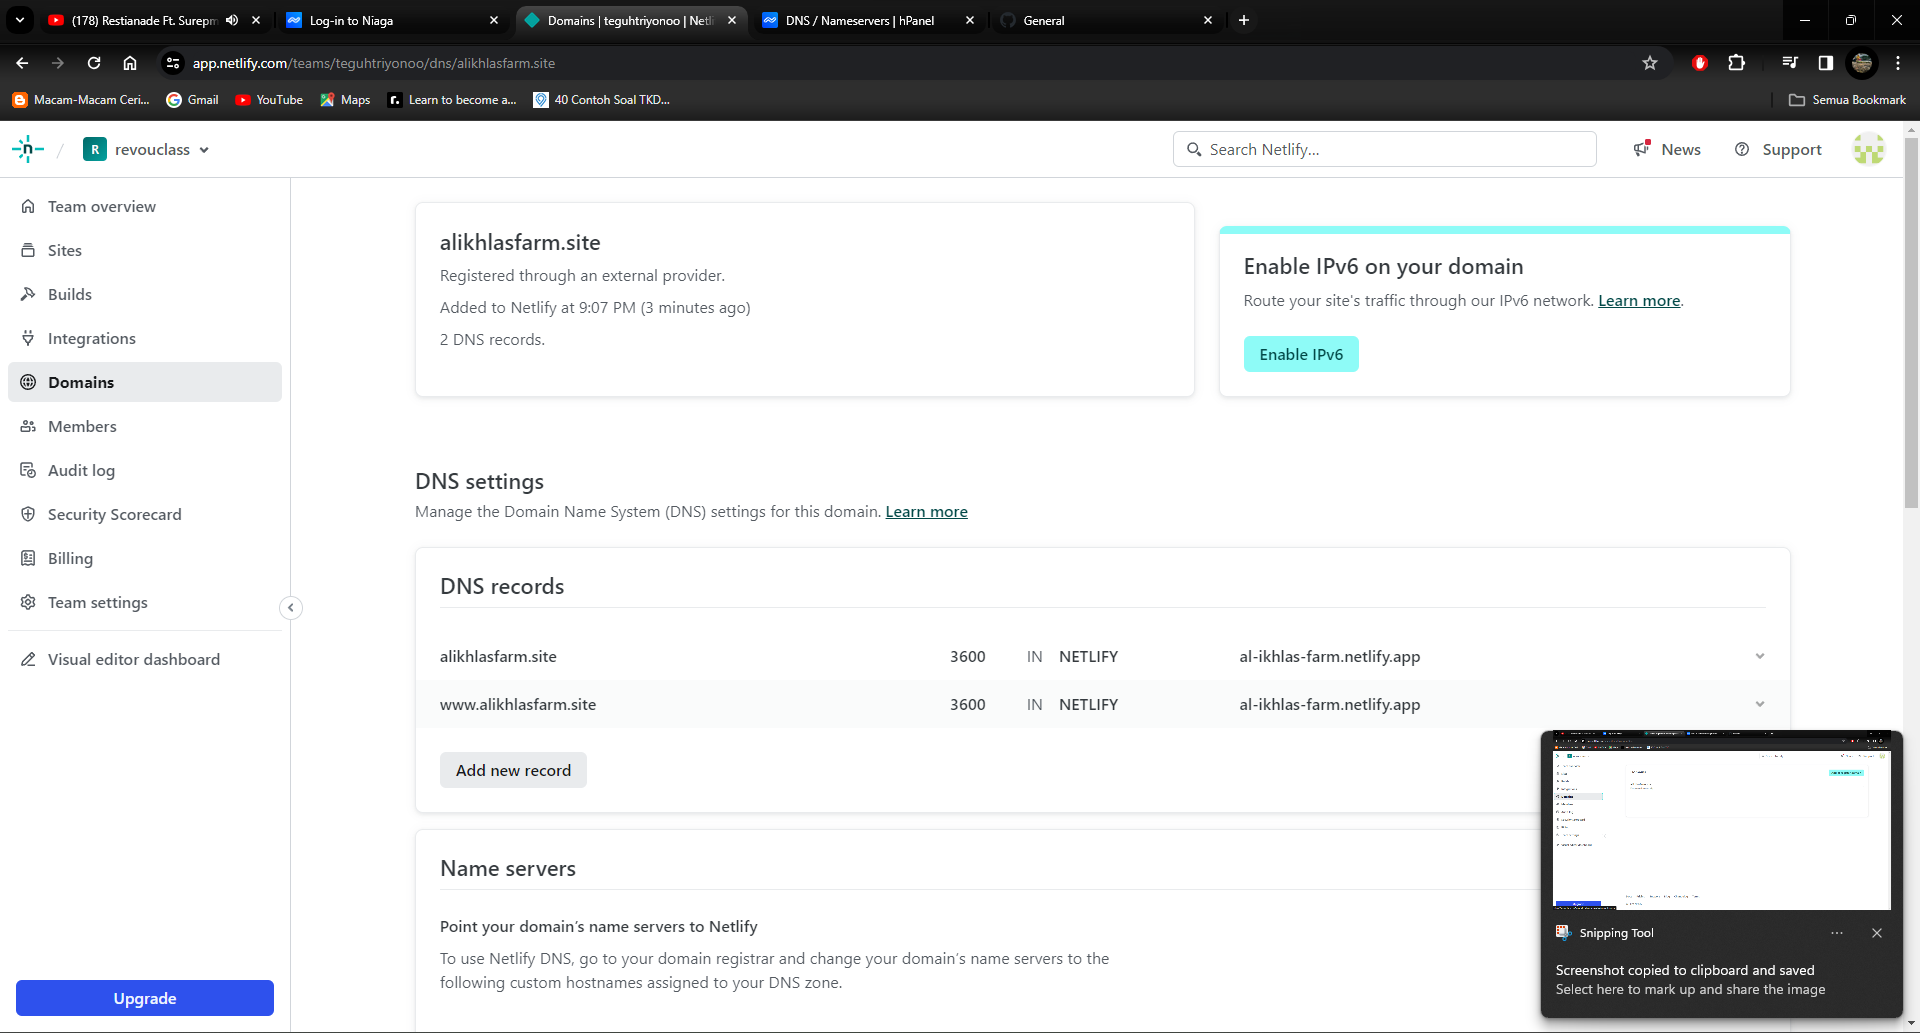 (178) Restianade Ft. Surepm
Log-in to Niaga
Domains | teguhtriyonoo | Netli
DNS / Nameservers | hPanel
General
app.netlify.com/teams/teguhtriyonoo/dns/alikhlasfarm.site
Macam-Macam Ceri...
Gmail
YouTube
Maps
Learn to become a...
40 Contoh Soal TKD...
Semua Bookmark
R
revouclass
Search Netlify...
News
Support
Team overview
Sites
Builds
Integrations
Domains
Members
Audit log
Security Scorecard
Billing
Team settings
Visual editor dashboard
Upgrade
alikhlasfarm.site
Registered through an external provider.
Added to Netlify at 9:07 PM (3 minutes ago)
2 DNS records.
Enable IPv6 on your domain
Route your site's traffic through our IPv6 network. Learn more.
Enable IPv6
DNS settings
Manage the Domain Name System (DNS) settings for this domain. Learn more
DNS records
alikhlasfarm.site 3600 IN NETLIFY al-ikhlas-farm.netlify.app
www.alikhlasfarm.site 3600 IN NETLIFY al-ikhlas-farm.netlify.app
Add new record
Name servers
Point your domain's name servers to Netlify
To use Netlify DNS, go to your domain registrar and change your domain's name servers to the
following custom hostnames assigned to your DNS zone.
Snipping Tool
Screenshot copied to clipboard and saved
Select here to mark up and share the image